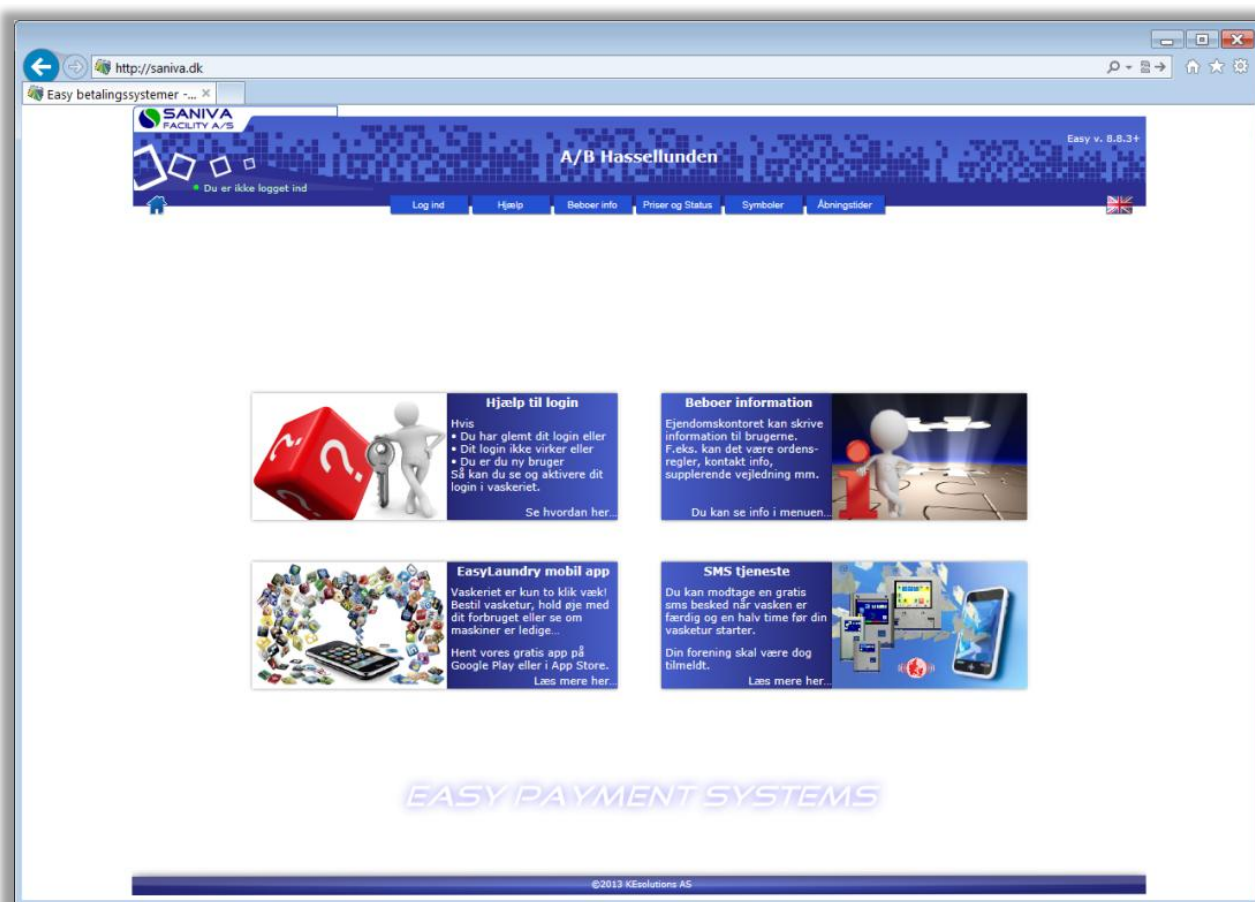 http://saniva.dk
Easy betalingssystemer -...
SANIVA
FACILITY A/S
Easy v. 8.8.3+
A/B Hassellunden
Du er ikke logget ind
Log ind Hjælp Beboer info Priser og Status Symboler Åbningstider
Hjælp til login
Hvis
• Du har glemt dit login eller
• Dit login ikke virker eller
• Du er du ny bruger
Så kan du se og aktivere dit
login i vaskeriet.
Se hvordan her...
Beboer information
Ejendomskontoret kan skrive
information til brugerne.
F.eks. kan det være ordens-
regler, kontakt info,
supplerende vejledning mm.
Du kan se info i menuen...
EasyLaundry mobil app
Vaskeriet er kun to klik væk!
Bestil vasketur, hold øje med
dit forbruget eller se om
maskiner er ledige...
Hent vores gratis app på
Google Play eller i App Store.
Læs mere her...
SMS tjeneste
Du kan modtage en gratis
sms besked når vasken er
færdig og en halv time før din
vasketur starter.
Din forening skal være dog
tilmeldt.
Læs mere her...
EASY PAYMENT SYSTEMS
©2013 KEsolutions AS